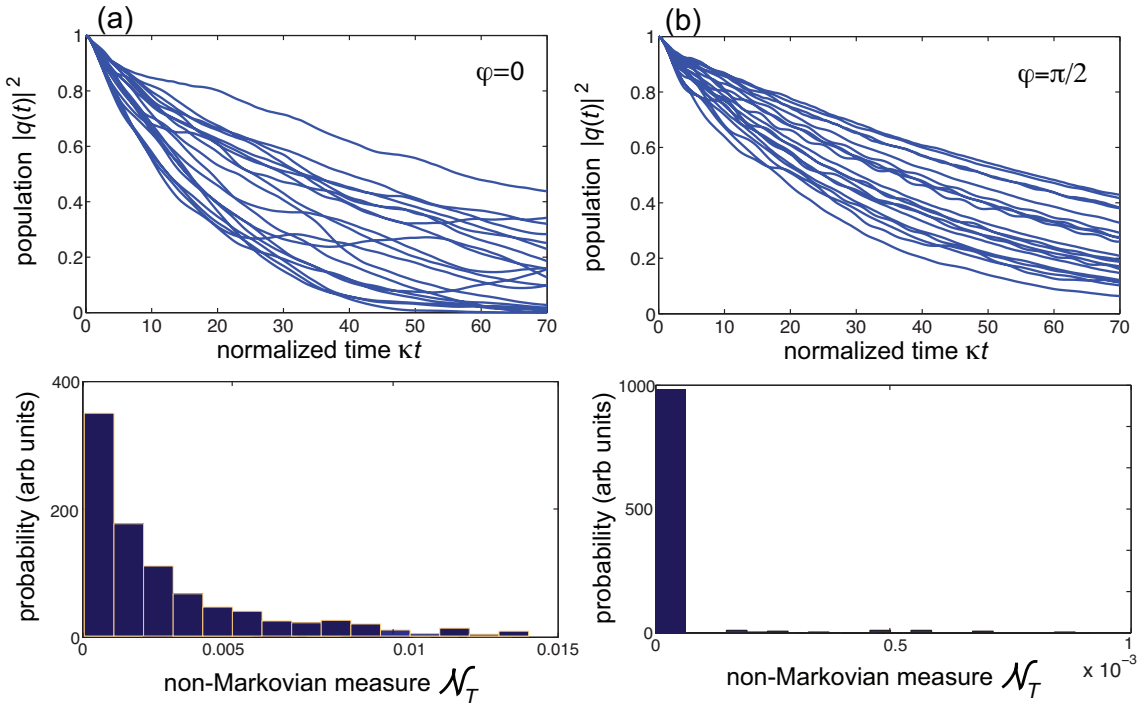 (a)
φ=0
population |q(t)|²
1
0.8
0.6
0.4
0.2
0
0 10 20 30 40 50 60 70
normalized time κt
(b)
φ=π/2
population |q(t)|²
1
0.8
0.6
0.4
0.2
0
0 10 20 30 40 50 60 70
normalized time κt
probability (arb units)
400
200
0
0 0.005 0.01 0.015
non-Markovian measure 𝒩_T
probability (arb units)
1000
500
0
0 0.5 1
x 10⁻³
non-Markovian measure 𝒩_T